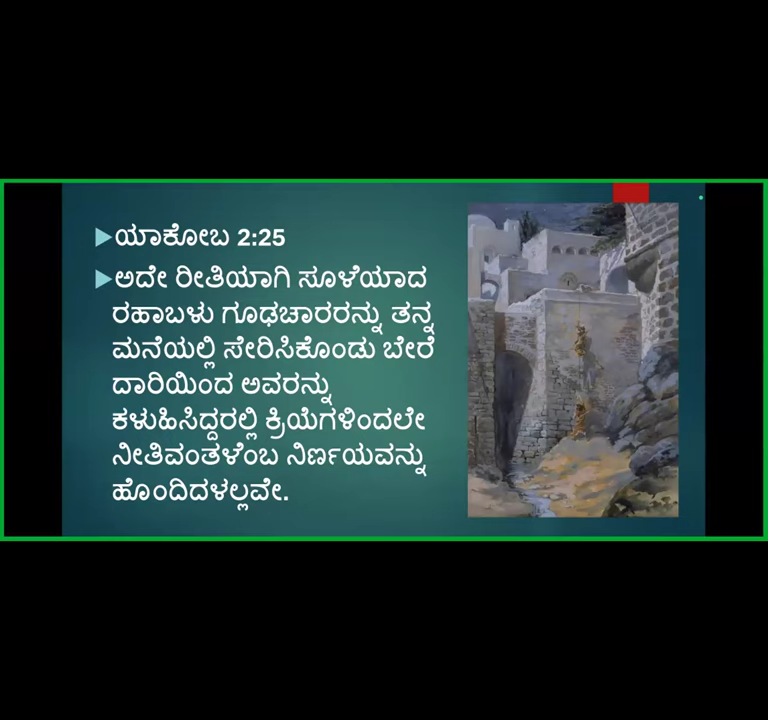 ಯಾಕೋಬ 2:25
ಅದೇ ರೀತಿಯಾಗಿ ಸೂಳೆಯಾದ
ರಹಾಬಳು ಗೂಢಚಾರರನ್ನು ತನ್ನ
ಮನೆಯಲ್ಲಿ ಸೇರಿಸಿಕೊಂಡು ಬೇರೆ
ದಾರಿಯಿಂದ ಅವರನ್ನು
ಕಳುಹಿಸಿದ್ದರಲ್ಲಿ ಕ್ರಿಯೆಗಳಿಂದಲೇ
ನೀತಿವಂತಳೆಂಬ ನಿರ್ಣಯವನ್ನು
ಹೊಂದಿದಳಲ್ಲವೇ.